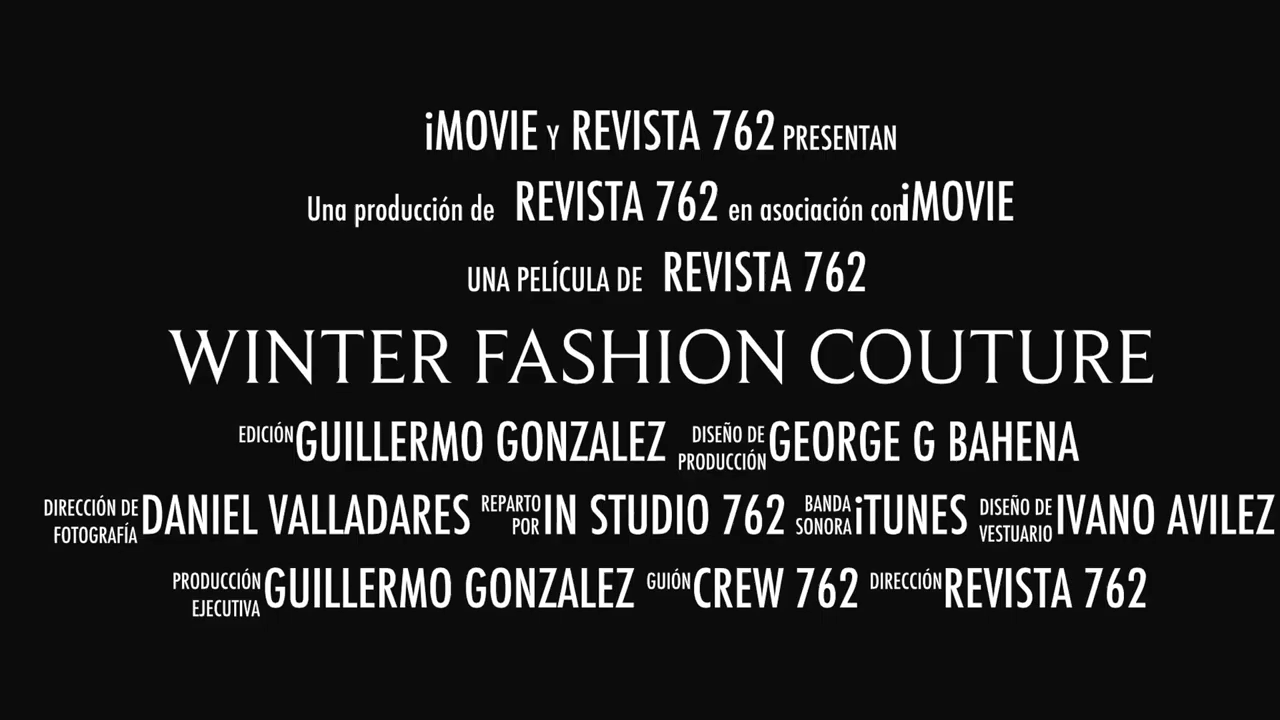 iMOVIE Y REVISTA 762 PRESENTAN
Una producción de REVISTA 762 en asociación con iMOVIE
UNA PELÍCULA DE REVISTA 762
WINTER FASHION COUTURE
EDICIÓN GUILLERMO GONZALEZ DISEÑO DE PRODUCCIÓN GEORGE G BAHENA
DIRECCIÓN DE FOTOGRAFÍA DANIEL VALLADARES REPARTO POR IN STUDIO 762 BANDA SONORA iTUNES DISEÑO DE VESTUARIO IVANO AVILEZ
PRODUCCIÓN EJECUTIVA GUILLERMO GONZALEZ GUIÓN CREW 762 DIRECCIÓN REVISTA 762